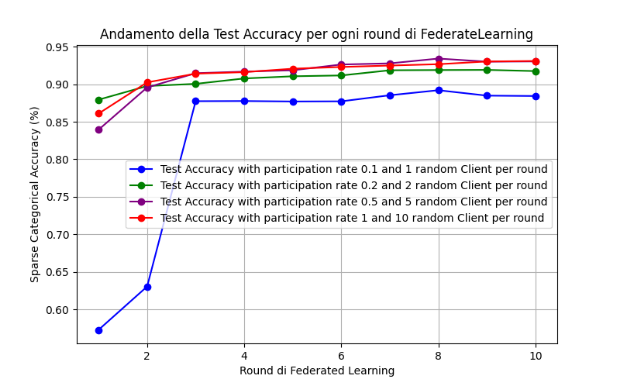 Andamento della Test Accuracy per ogni round di FederateLearning
Sparse Categorical Accuracy (%)
0.95
0.90
0.85
0.80
0.75
0.70
0.65
0.60
Test Accuracy with participation rate 0.1 and 1 random Client per round
Test Accuracy with participation rate 0.2 and 2 random Client per round
Test Accuracy with participation rate 0.5 and 5 random Client per round
Test Accuracy with participation rate 1 and 10 random Client per round
2 4 6 8 10
Round di Federated Learning